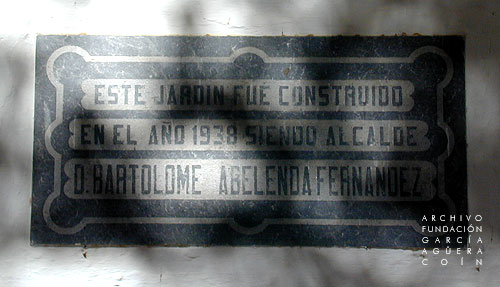 ESTE JARDIN FUE CONSTRUIDO
EN EL AÑO 1938 SIENDO ALCALDE
D. BARTOLOME ABELENDA FERNANDEZ
ARCHIVO
FUNDACIÓN
GARCÍA
AGÜERA
COÍN